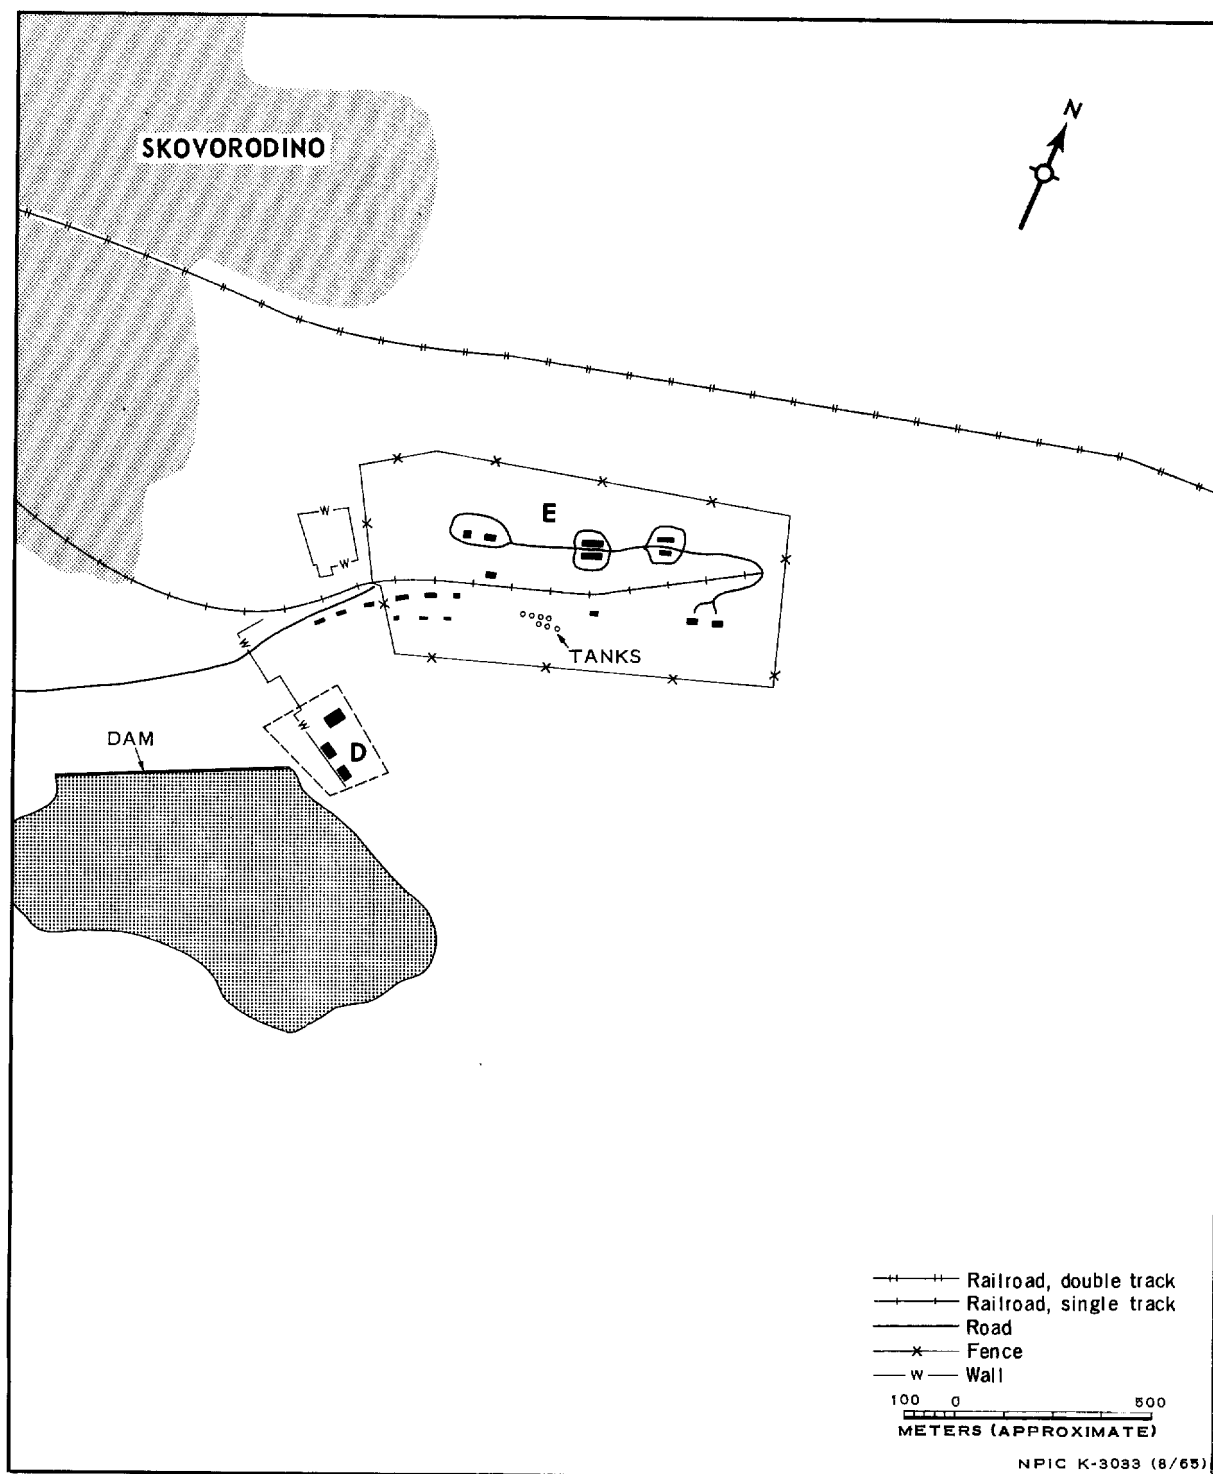 SKOVORODINO
N
W
E
W
TANKS
W
W
D
DAM
Railroad, double track
Railroad, single track
Road
Fence
W Wall
100 0 500
METERS (APPROXIMATE)
NPIC K-3033 (8/65)